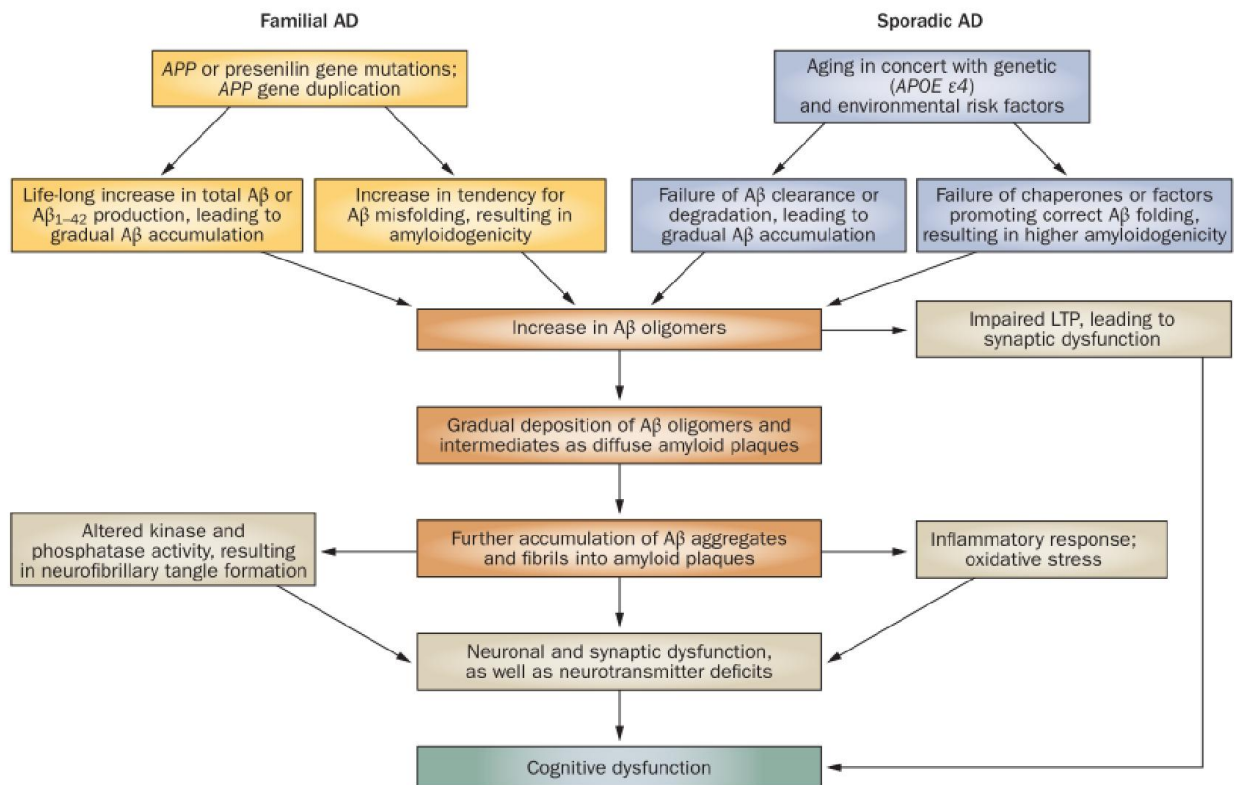 Familial AD
Sporadic AD
APP or presenilin gene mutations;
APP gene duplication
Aging in concert with genetic
(APOE ε4)
and environmental risk factors
Life-long increase in total Aβ or
Aβ1–42 production, leading to
gradual Aβ accumulation
Increase in tendency for
Aβ misfolding, resulting in
amyloidogenicity
Failure of Aβ clearance or
degradation, leading to
gradual Aβ accumulation
Failure of chaperones or factors
promoting correct Aβ folding,
resulting in higher amyloidogenicity
Increase in Aβ oligomers
Impaired LTP, leading to
synaptic dysfunction
Gradual deposition of Aβ oligomers and
intermediates as diffuse amyloid plaques
Altered kinase and
phosphatase activity, resulting
in neurofibrillary tangle formation
Further accumulation of Aβ aggregates
and fibrils into amyloid plaques
Inflammatory response;
oxidative stress
Neuronal and synaptic dysfunction,
as well as neurotransmitter deficits
Cognitive dysfunction